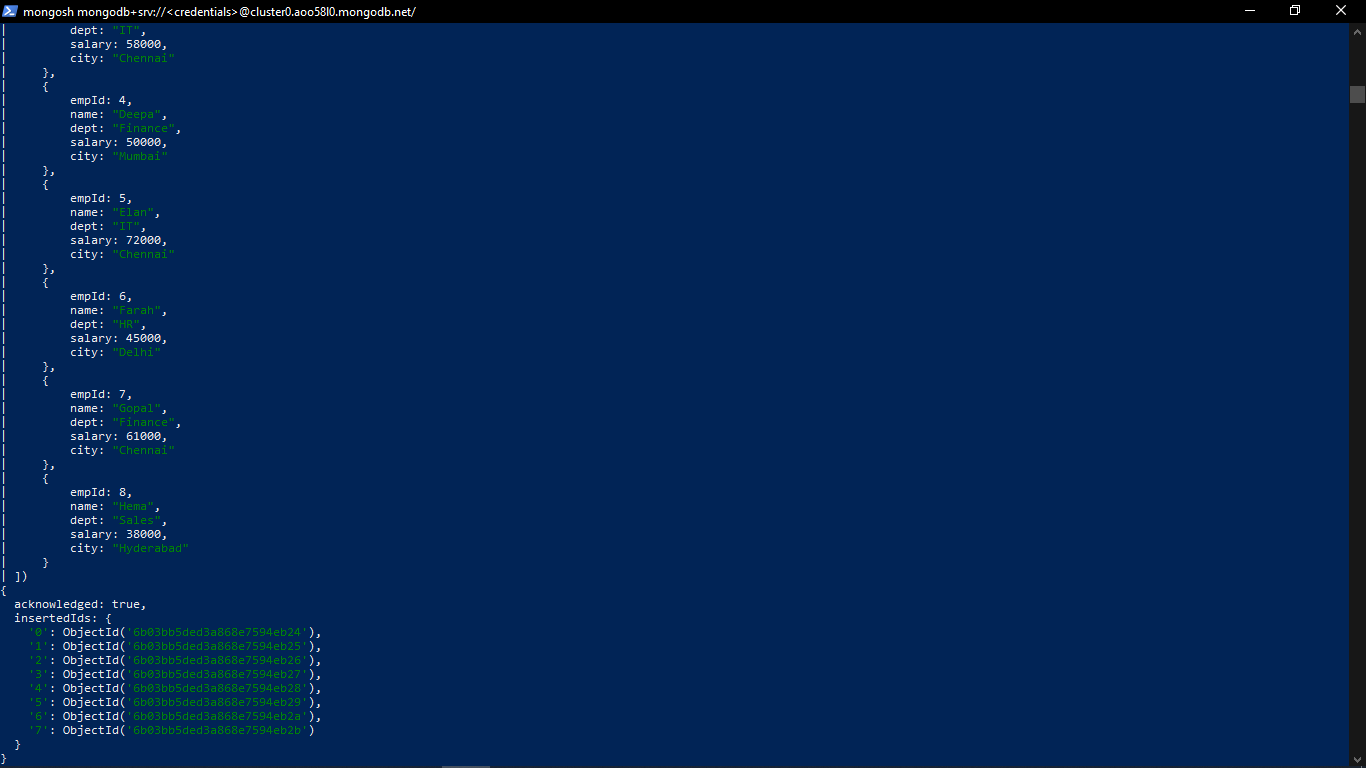 mongosh mongodb+srv://<credentials>@cluster0.aoo58l0.mongodb.net/
|         dept: "IT",
|         salary: 58000,
|         city: "Chennai"
|     },
|     {
|         empId: 4,
|         name: "Deepa",
|         dept: "Finance",
|         salary: 50000,
|         city: "Mumbai"
|     },
|     {
|         empId: 5,
|         name: "Elan",
|         dept: "IT",
|         salary: 72000,
|         city: "Chennai"
|     },
|     {
|         empId: 6,
|         name: "Farah",
|         dept: "HR",
|         salary: 45000,
|         city: "Delhi"
|     },
|     {
|         empId: 7,
|         name: "Gopal",
|         dept: "Finance",
|         salary: 61000,
|         city: "Chennai"
|     },
|     {
|         empId: 8,
|         name: "Hema",
|         dept: "Sales",
|         salary: 38000,
|         city: "Hyderabad"
|     }
| ])
{
  acknowledged: true,
  insertedIds: {
    '0': ObjectId('6b03bb5ded3a868e7594eb24'),
    '1': ObjectId('6b03bb5ded3a868e7594eb25'),
    '2': ObjectId('6b03bb5ded3a868e7594eb26'),
    '3': ObjectId('6b03bb5ded3a868e7594eb27'),
    '4': ObjectId('6b03bb5ded3a868e7594eb28'),
    '5': ObjectId('6b03bb5ded3a868e7594eb29'),
    '6': ObjectId('6b03bb5ded3a868e7594eb2a'),
    '7': ObjectId('6b03bb5ded3a868e7594eb2b')
  }
}